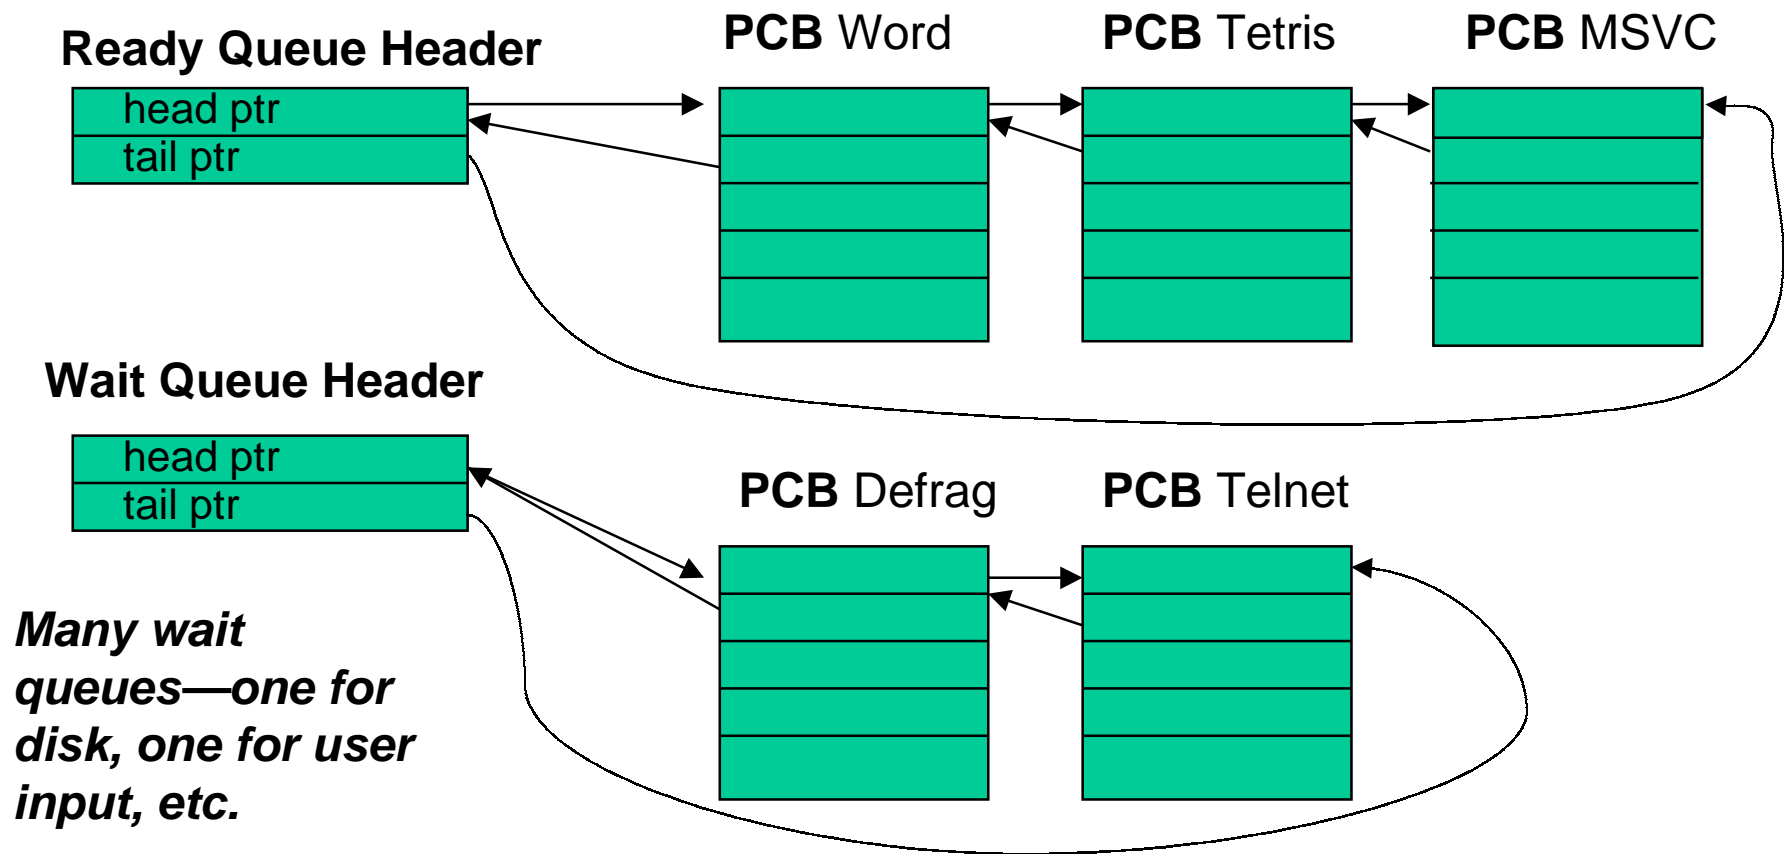 Ready Queue Header
PCB Word
PCB Tetris
PCB MSVC
head ptr
tail ptr
Wait Queue Header
head ptr
tail ptr
PCB Defrag
PCB Telnet
Many wait
queues—one for
disk, one for user
input, etc.